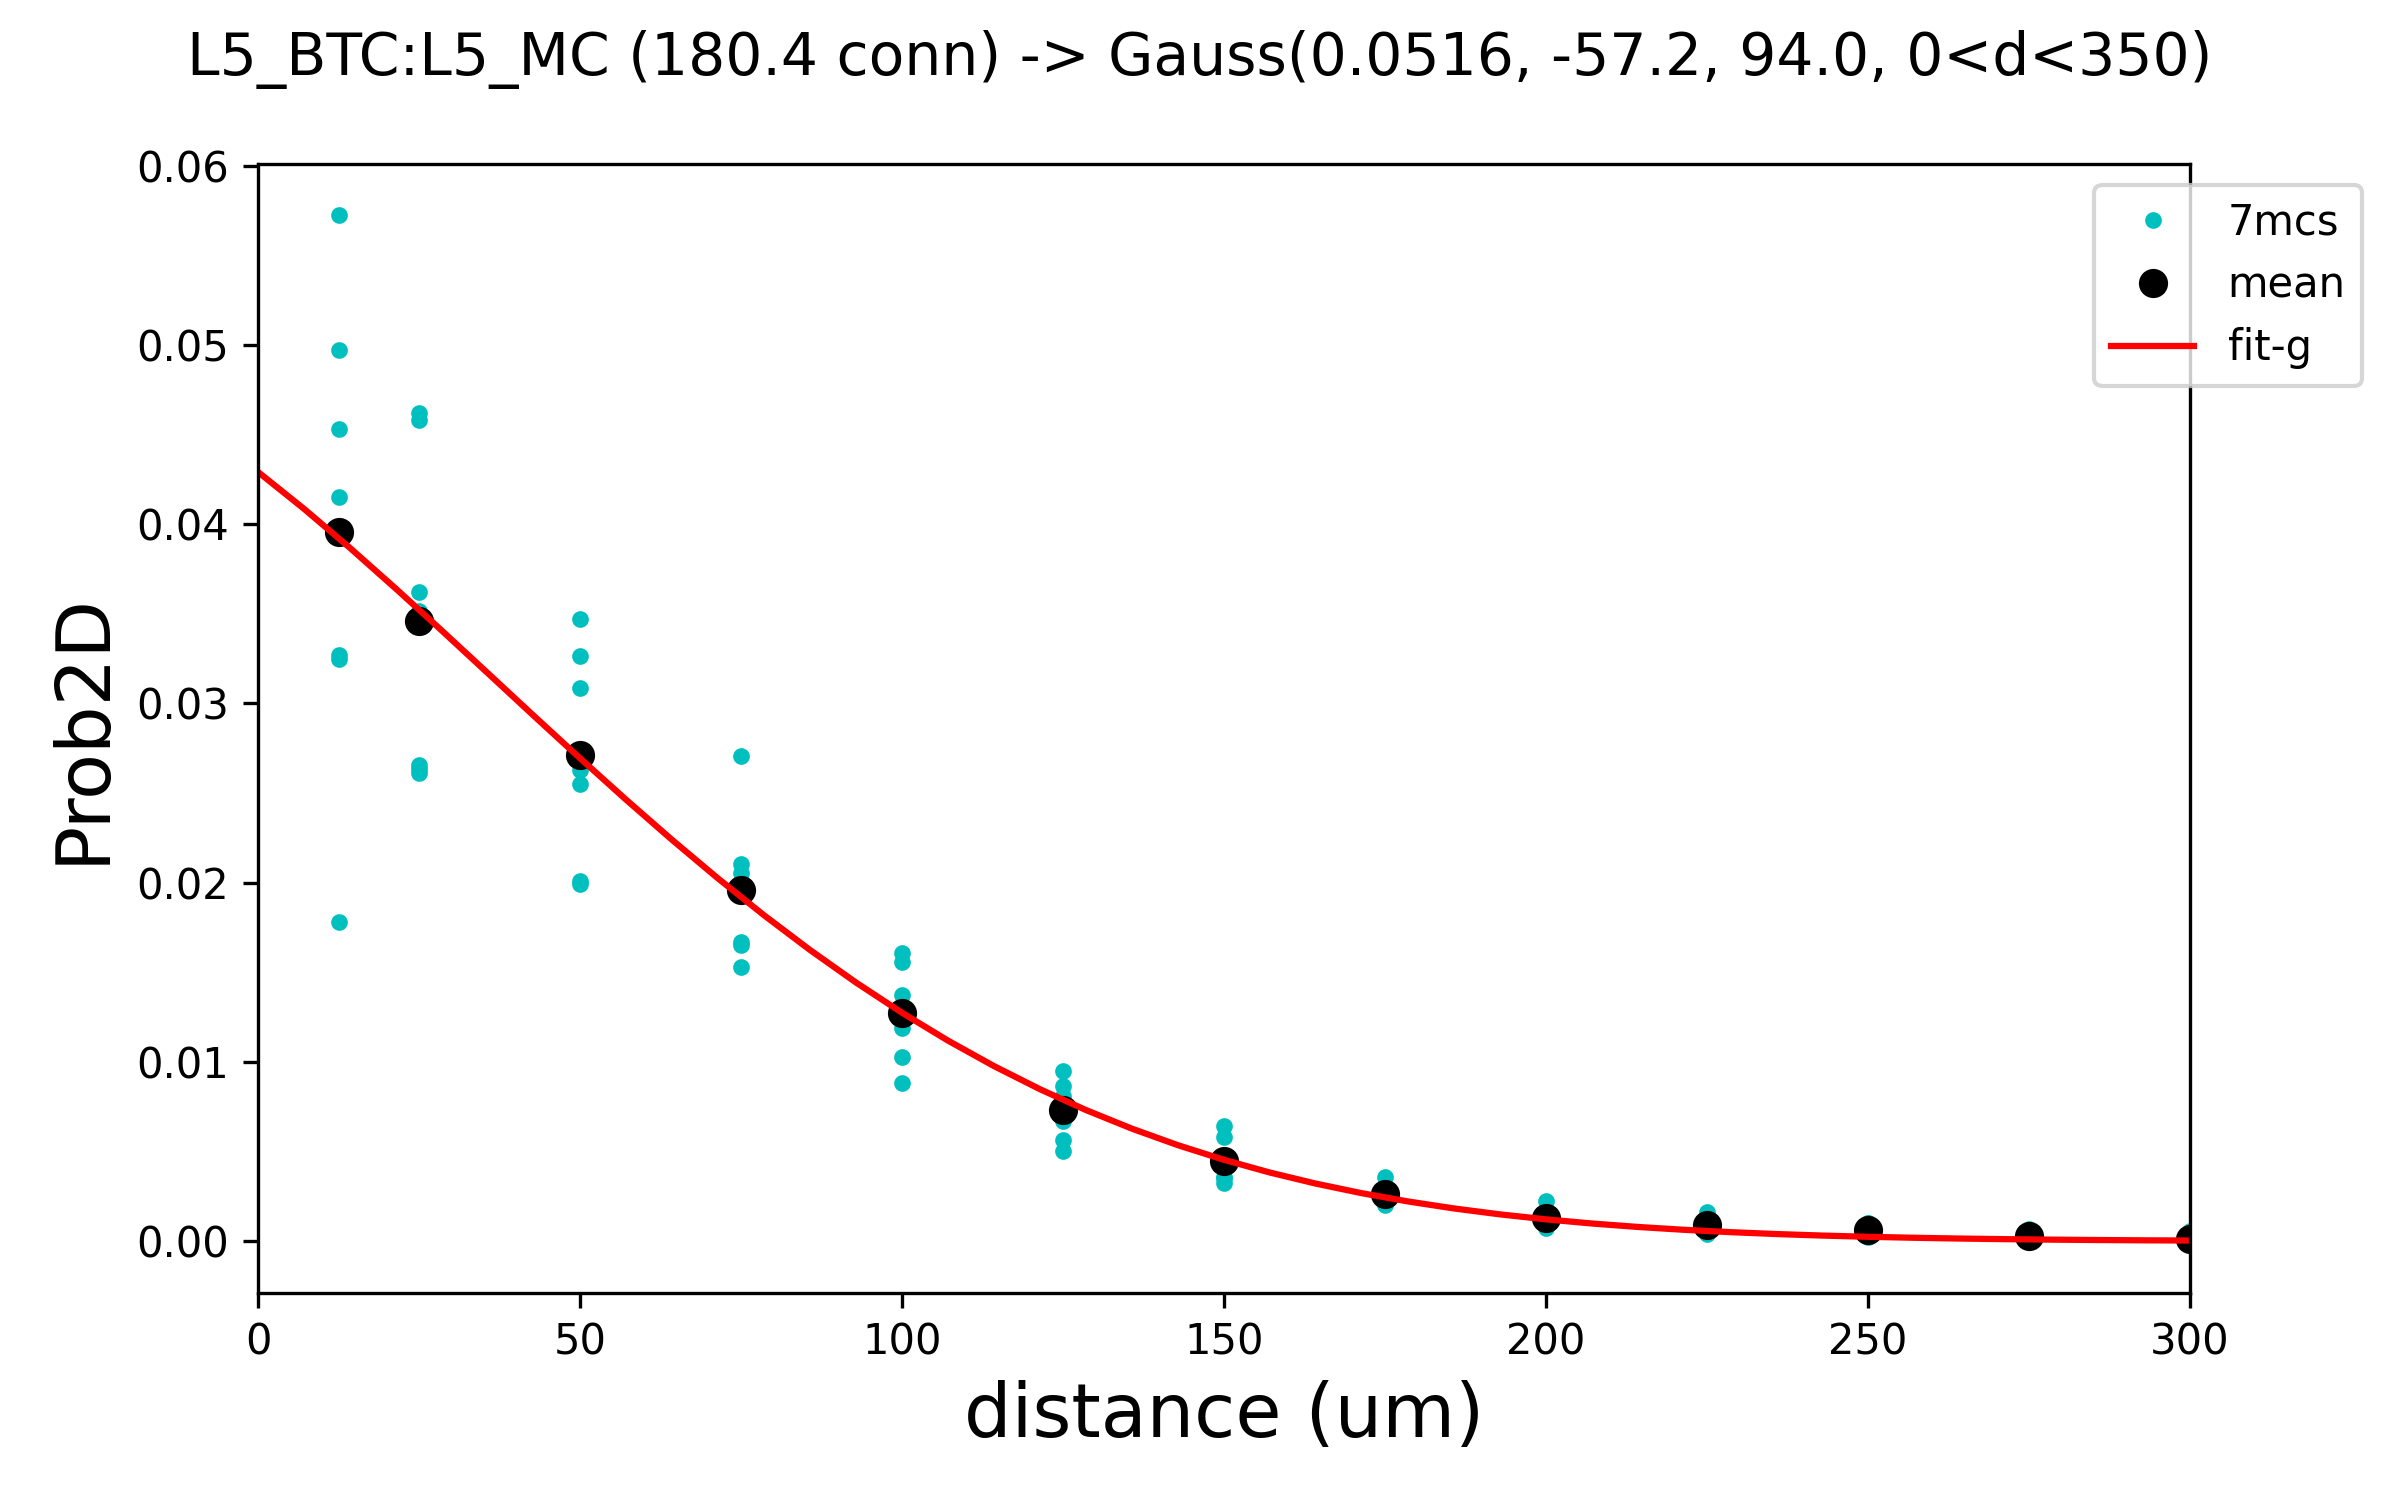 L5_BTC:L5_MC (180.4 conn) -> Gauss(0.0516, -57.2, 94.0, 0<d<350)
0.06
0.05
0.04
0.03
0.02
0.01
0.00
Prob2D
7mcs
mean
fit-g
0 50 100 150 200 250 300
distance (um)